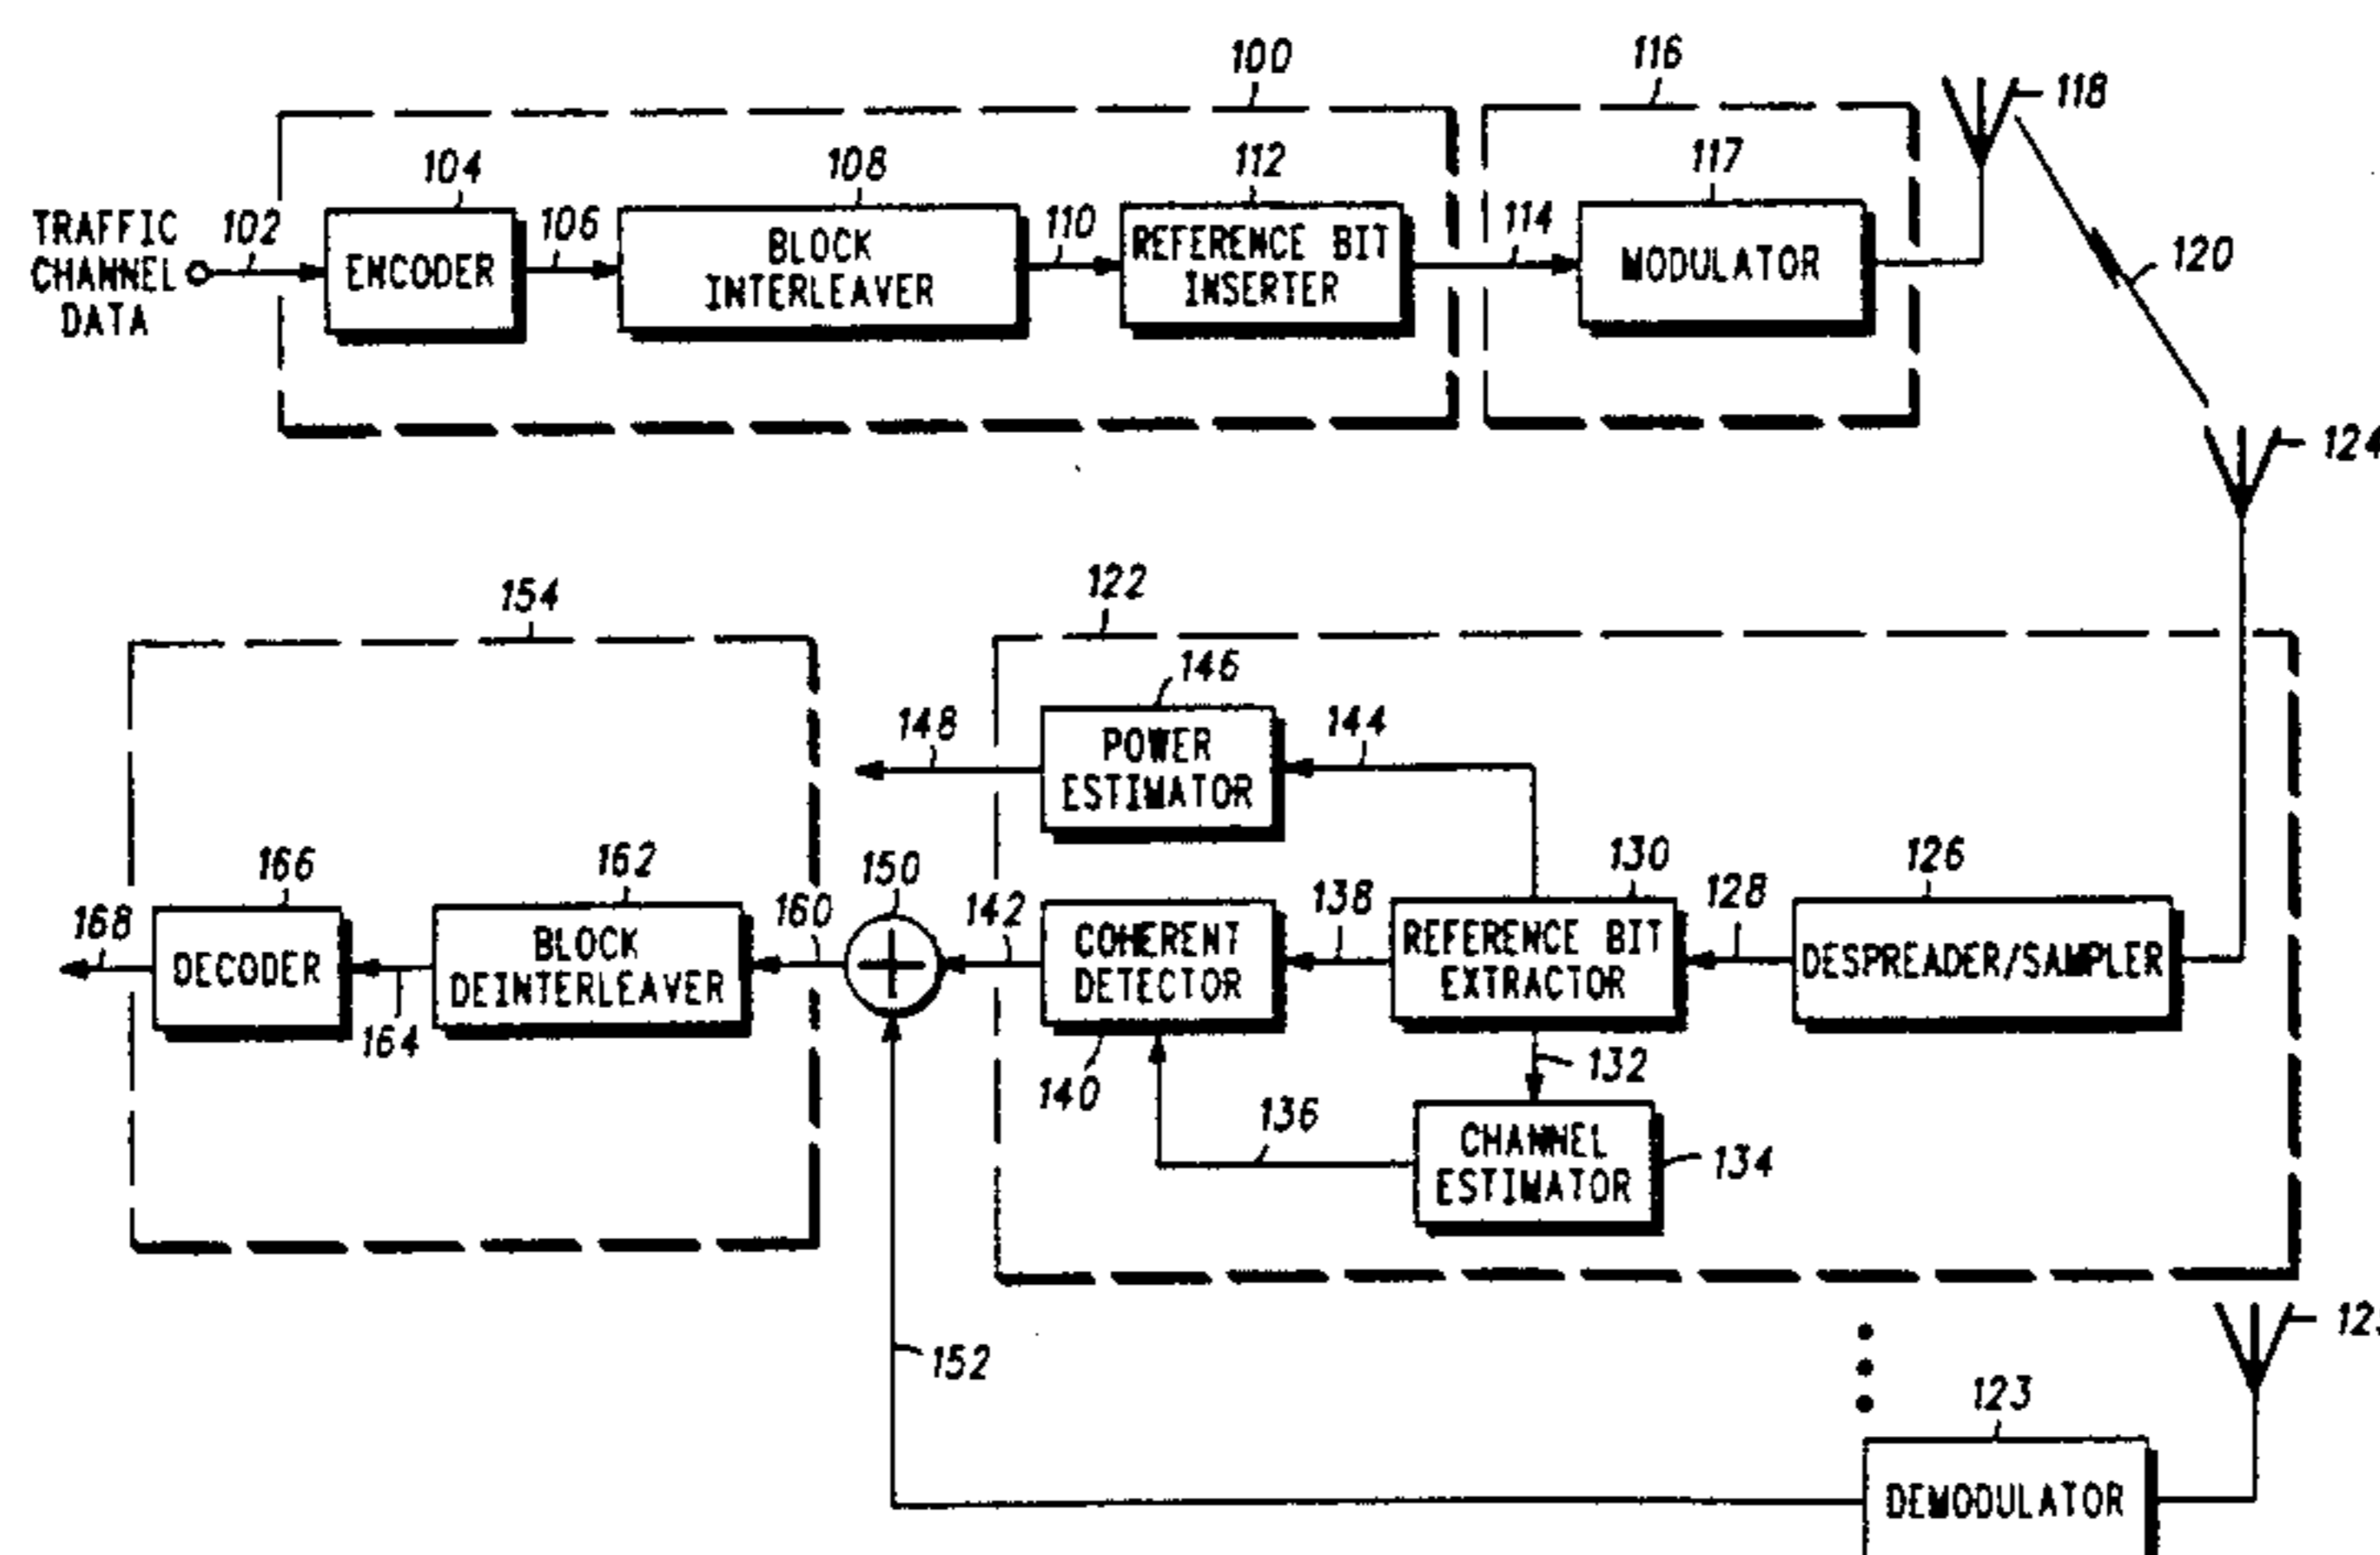 100
116
118
104
108
112
117
TRAFFIC
CHANNEL
DATA
102
106
110
114
120
ENCODER
BLOCK
INTERLEAVER
REFERENCE BIT
INSERTER
MODULATOR
124
154
122
146
148
144
POWER
ESTIMATOR
166
162
150
130
126
168
160
142
138
128
DECODER
BLOCK
DEINTERLEAVER
COHERENT
DETECTOR
REFERENCE BIT
EXTRACTOR
DESPREADER/SAMPLER
164
140
132
136
CHANNEL
ESTIMATOR
134
152
123
DEMODULATOR